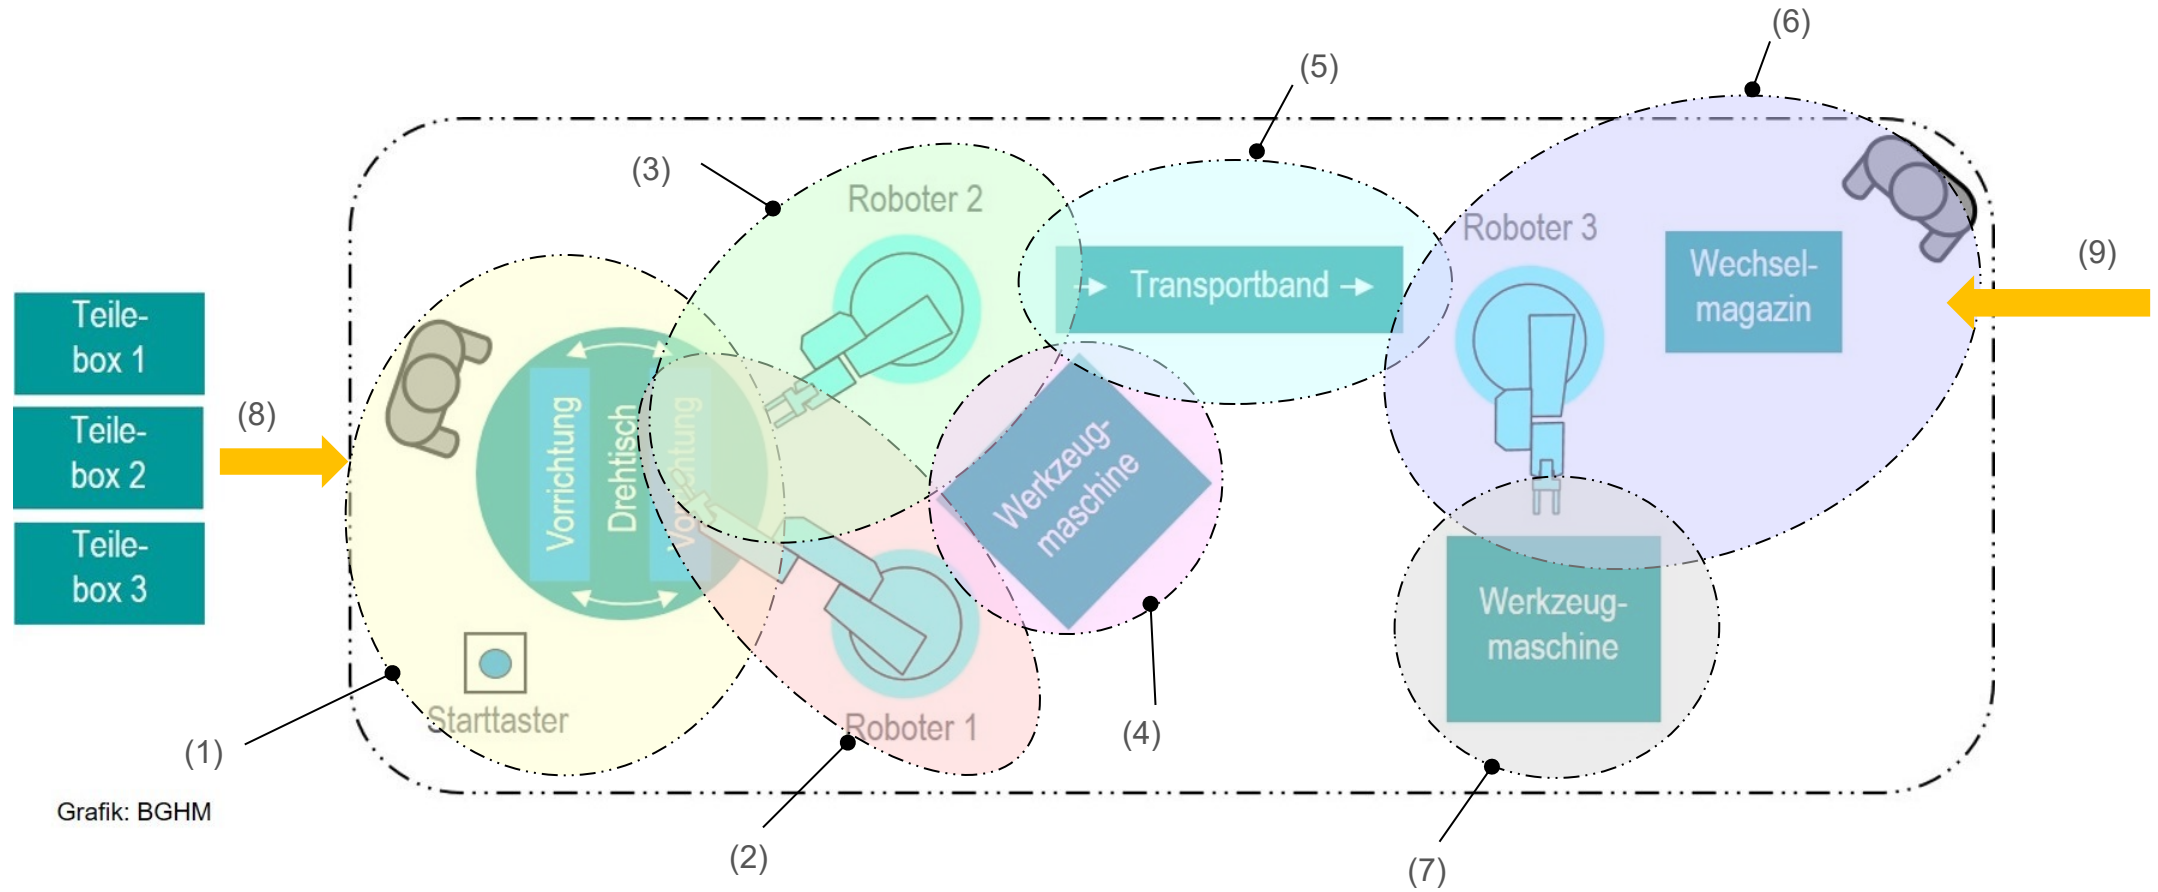 (6)
(5)
(3)
Roboter 2
Roboter 3
(9)
Wechsel-
magazin
Transportband
Teile-
box 1
(8)
Teile-
box 2
Teile-
box 3
Vorrichtung
Drehtisch
Vorrichtung
Werkzeug-
maschine
Werkzeug-
maschine
Starttaster
Roboter 1
(1)
(4)
Grafik: BGHM
(2)
(7)